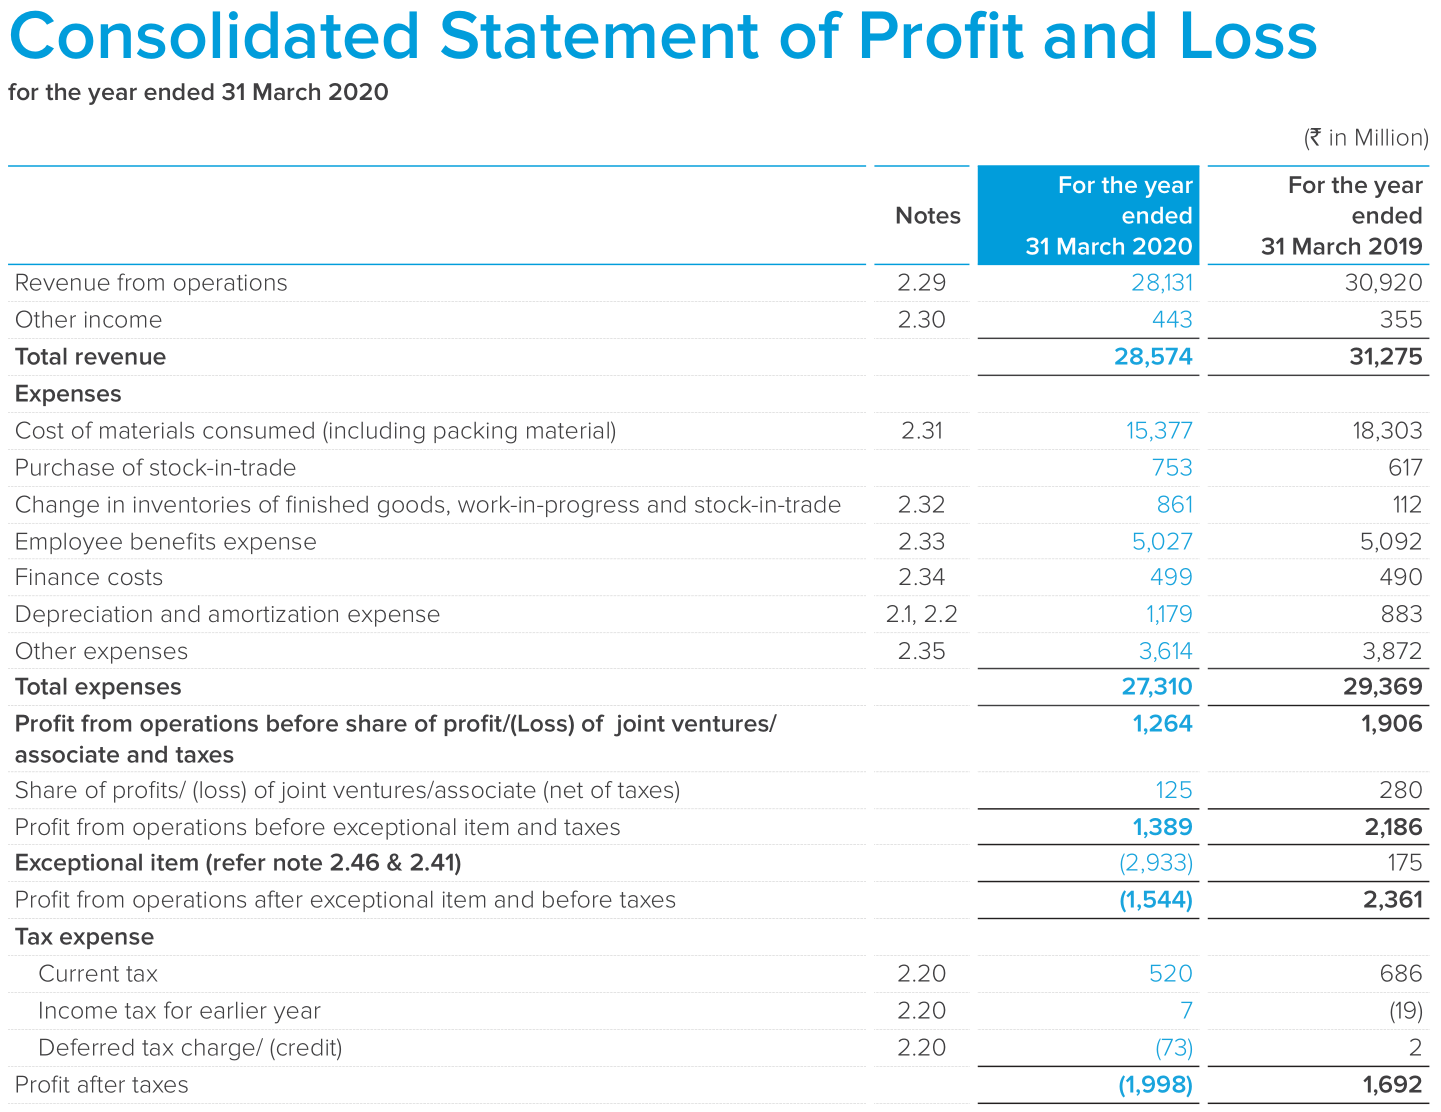 Consolidated Statement of Profit and Loss
for the year ended 31 March 2020
(₹ in Million)
Notes
For the year
ended
31 March 2020
For the year
ended
31 March 2019
Revenue from operations 2.29 28,131 30,920
Other income 2.30 443 355
Total revenue 28,574 31,275
Expenses
Cost of materials consumed (including packing material) 2.31 15,377 18,303
Purchase of stock-in-trade 753 617
Change in inventories of finished goods, work-in-progress and stock-in-trade 2.32 861 112
Employee benefits expense 2.33 5,027 5,092
Finance costs 2.34 499 490
Depreciation and amortization expense 2.1, 2.2 1,179 883
Other expenses 2.35 3,614 3,872
Total expenses 27,310 29,369
Profit from operations before share of profit/(Loss) of joint ventures/ 1,264 1,906
associate and taxes
Share of profits/ (loss) of joint ventures/associate (net of taxes) 125 280
Profit from operations before exceptional item and taxes 1,389 2,186
Exceptional item (refer note 2.46 & 2.41) (2,933) 175
Profit from operations after exceptional item and before taxes (1,544) 2,361
Tax expense
Current tax 2.20 520 686
Income tax for earlier year 2.20 7 (19)
Deferred tax charge/ (credit) 2.20 (73) 2
Profit after taxes (1,998) 1,692